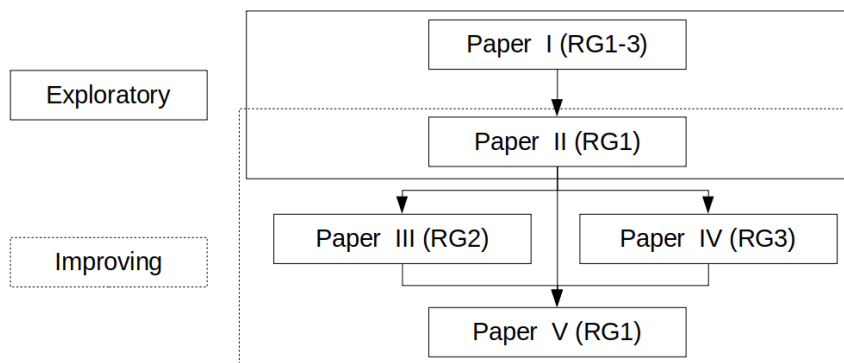 Paper I (RG1-3)
Exploratory
Paper II (RG1)
Paper III (RG2)
Paper IV (RG3)
Improving
Paper V (RG1)